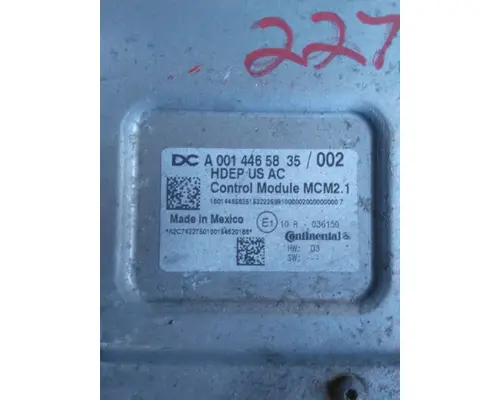 227
DC A 001 446 58 35 / 002
HDEP US AC
Control Module MCM2.1
Made in Mexico
E1 10 R - 036150
Continental
HW: D3
SW: ---